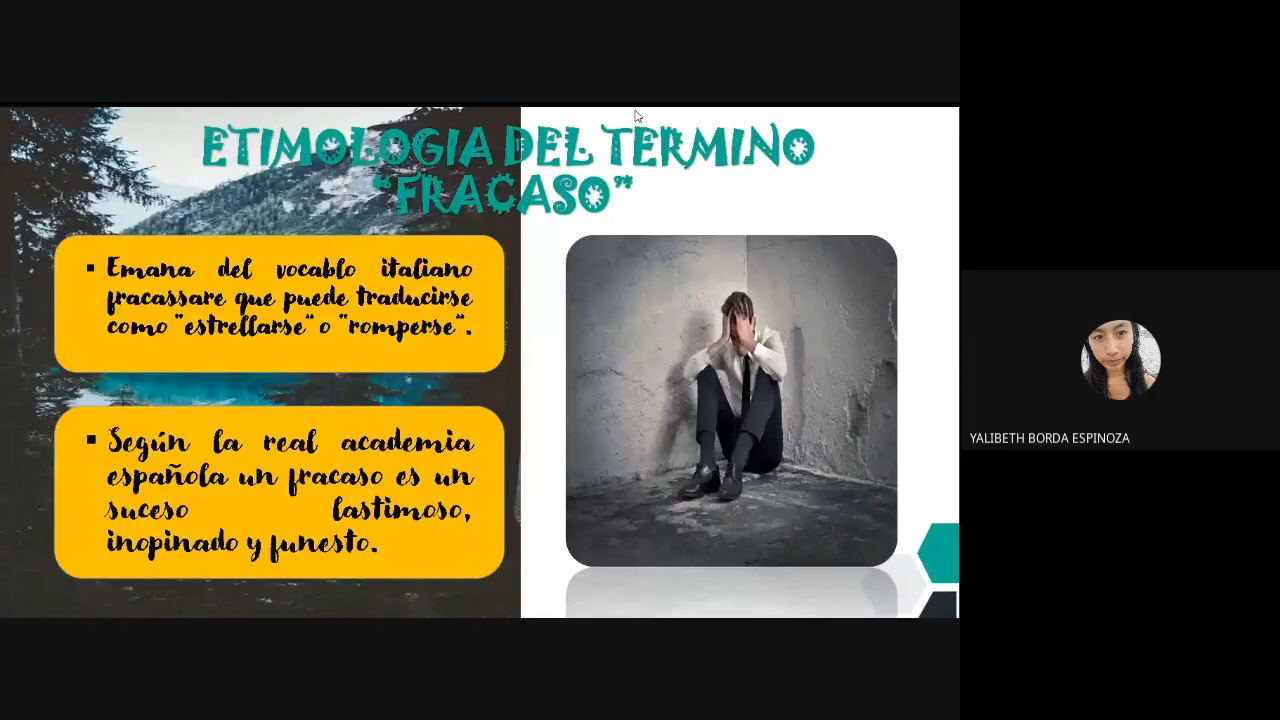 ETIMOLOGIA DEL TERMINO
“FRACASO”
▪ Emana del vocablo italiano
fracassare que puede traducirse
como "estrellarse" o "romperse".
▪ Según la real academia
española un fracaso es un
suceso lastimoso,
inopinado y funesto.
YALIBETH BORDA ESPINOZA